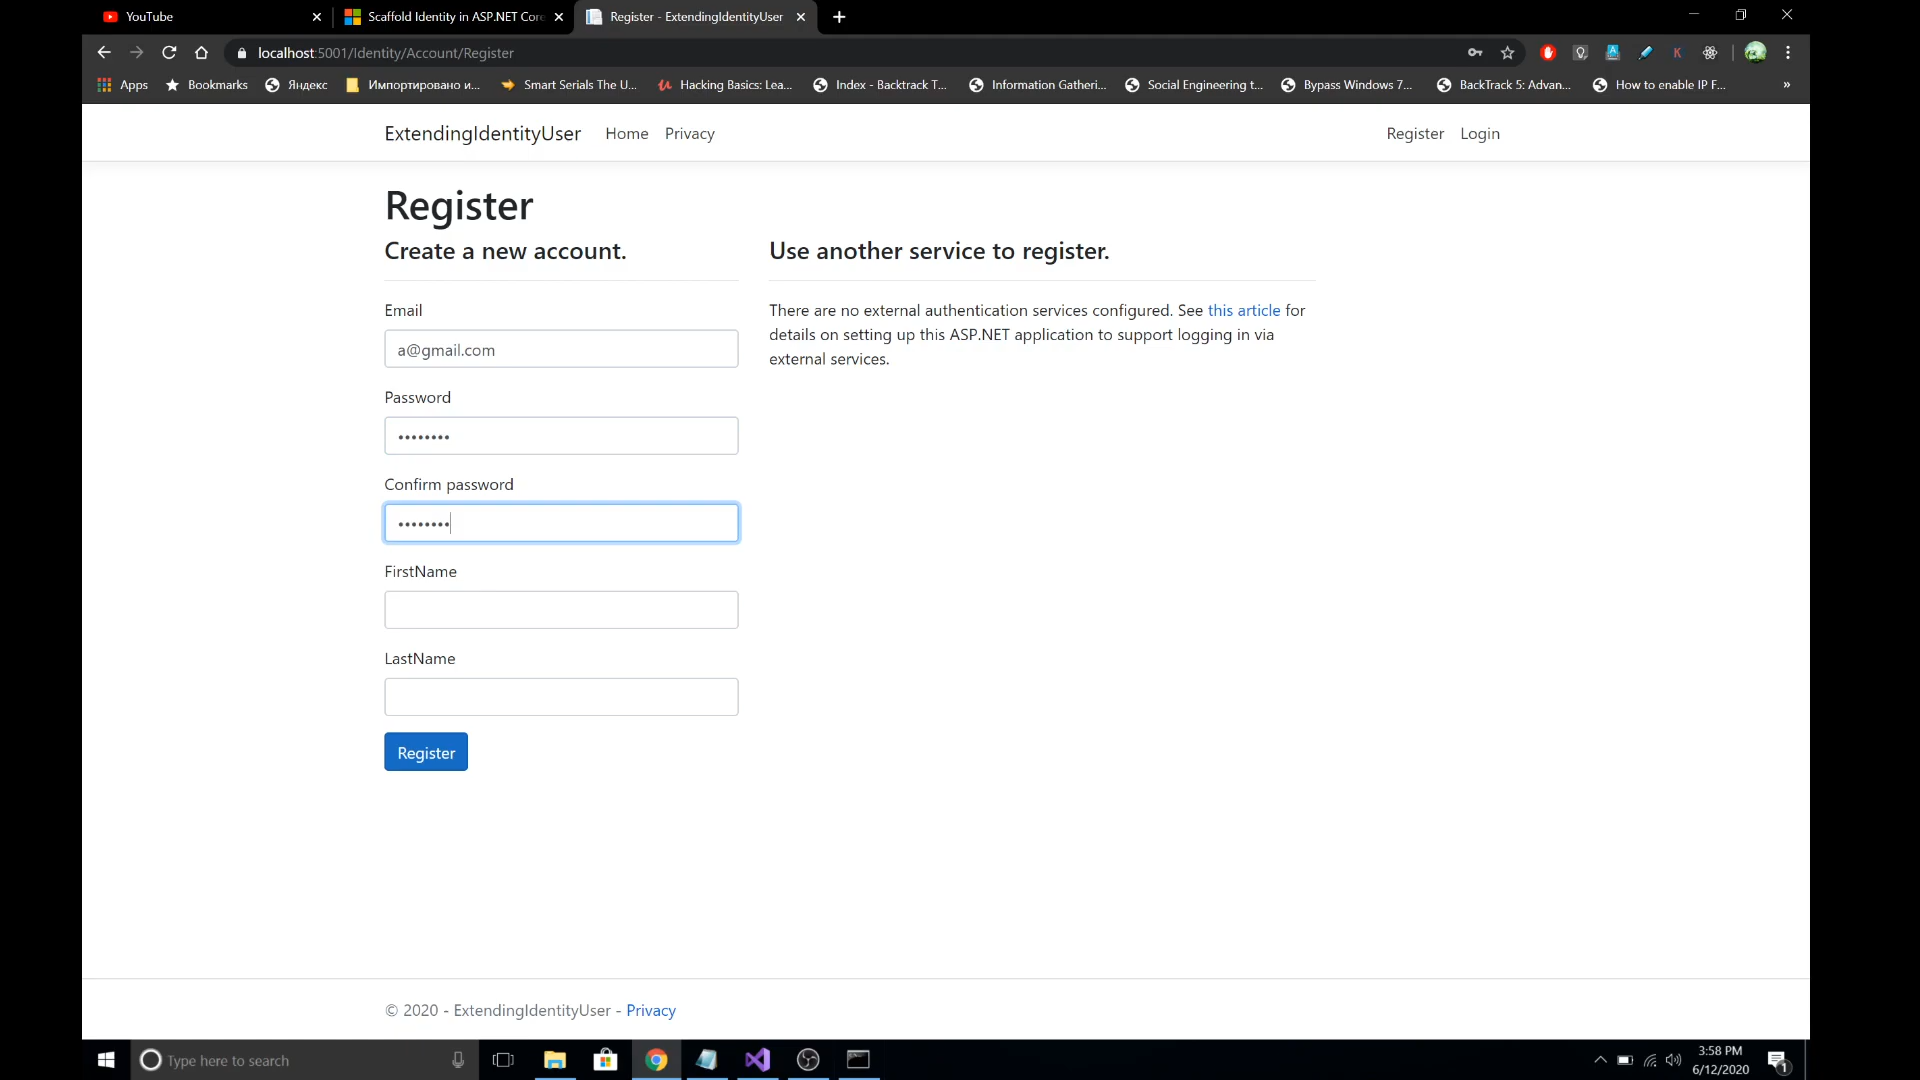 YouTube
Scaffold Identity in ASP.NET Core
Register - ExtendingIdentityUser
localhost:5001/Identity/Account/Register
Apps
Bookmarks
Яндекс
Импортировано и...
Smart Serials The U...
Hacking Basics: Lea...
Index - Backtrack T...
Information Gatheri...
Social Engineering t...
Bypass Windows 7...
BackTrack 5: Advan...
How to enable IP F...
»
ExtendingIdentityUser
Home
Privacy
Register
Login
Register
Create a new account.
Use another service to register.
Email
a@gmail.com
There are no external authentication services configured. See this article for
details on setting up this ASP.NET application to support logging in via
external services.
Password
••••••••
Confirm password
••••••••
FirstName
LastName
Register
© 2020 - ExtendingIdentityUser - Privacy
Type here to search
3:58 PM
6/12/2020
1